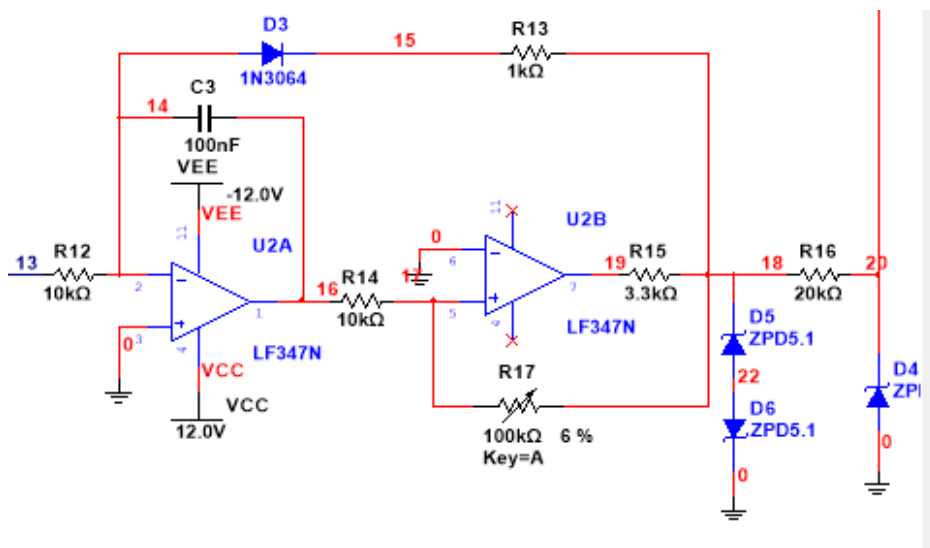 D3
15
R13
1N3064
1kΩ
C3
14
100nF
VEE
-12.0V
VEE
11
U2A
13
R12
10kΩ
2
1
3
0
4
LF347N
VCC
VCC
12.0V
16
R14
10kΩ
17
0
6
5
11
4
7
U2B
LF347N
19
R15
3.3kΩ
18
R16
20kΩ
20
R17
100kΩ
6 %
Key=A
D5
ZPD5.1
22
D6
ZPD5.1
0
D4
0